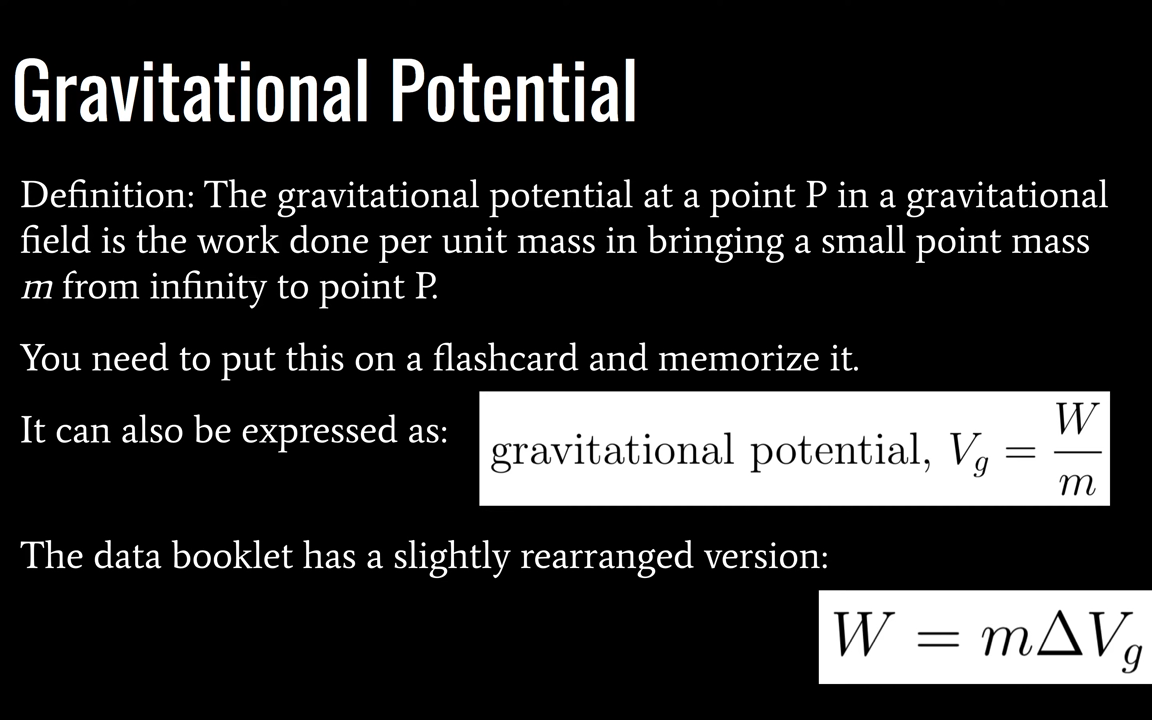 Gravitational Potential
Definition: The gravitational potential at a point P in a gravitational
field is the work done per unit mass in bringing a small point mass
m from infinity to point P.
You need to put this on a flashcard and memorize it.
It can also be expressed as:
gravitational potential, V_g = W/m
The data booklet has a slightly rearranged version:
W = mΔV_g